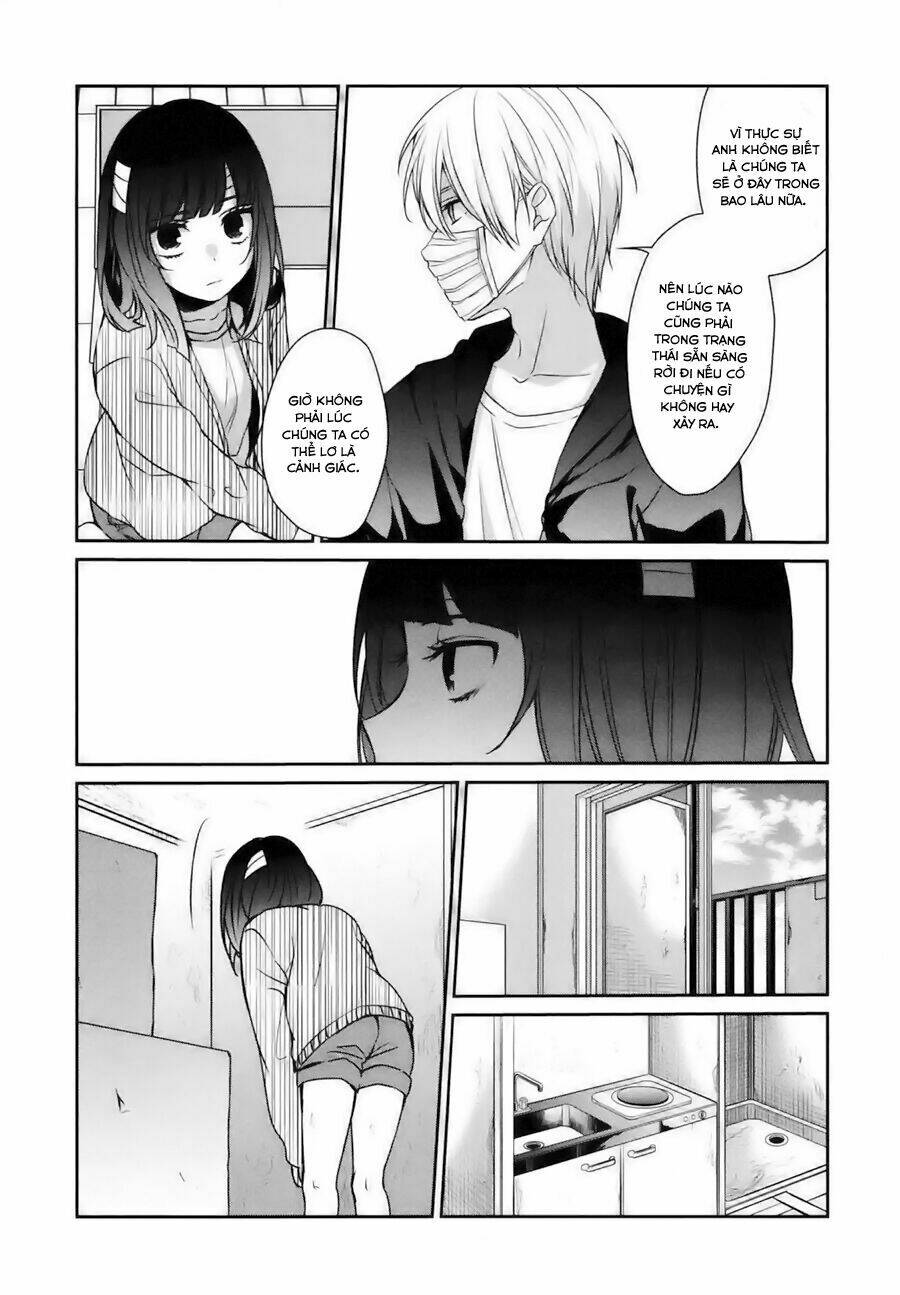 VÌ THỰC SỰ
ANH KHÔNG BIẾT
LÀ CHÚNG TA
SẼ Ở ĐÂY TRONG
BAO LÂU NỮA.
NÊN LÚC NÀO
CHÚNG TA
CŨNG PHẢI
TRONG TRẠNG
THÁI SẴN SÀNG
RỜI ĐI NẾU CÓ
CHUYỆN GÌ
KHÔNG HAY
XẢY RA.
GIỜ KHÔNG
PHẢI LÚC
CHÚNG TA CÓ
THỂ LƠ LÀ
CẢNH GIÁC.